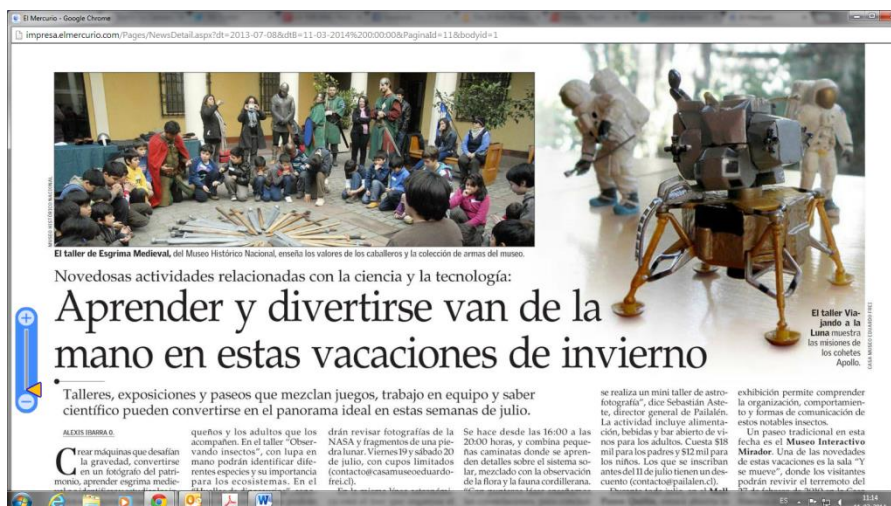 El Mercurio - Google Chrome
impresa.elmercurio.com/Pages/NewsDetail.aspx?dt=2013-07-08&dtB=11-03-2014%200:00:00&PaginaId=11&bodyid=1
MUSEO HISTÓRICO NACIONAL
El taller de Esgrima Medieval, del Museo Histórico Nacional, enseña los valores de los caballeros y la colección de armas del museo.
Novedosas actividades relacionadas con la ciencia y la tecnología:
Aprender y divertirse van de la
mano en estas vacaciones de invierno
El taller Via-
jando a la
Luna muestra
las misiones de
los cohetes
Apollo.
CASA MUSEO EDUARDO FREI
Talleres, exposiciones y paseos que mezclan juegos, trabajo en equipo y saber
científico pueden convertirse en el panorama ideal en estas semanas de julio.
ALEXIS IBARRA O.
Crear máquinas que desafían
la gravedad, convertirse
en un fotógrafo del patri-
monio, aprender esgrima medie-
queños y los adultos que los
acompañen. En el taller "Obser-
vando insectos", con lupa en
mano podrán identificar dife-
rentes especies y su importancia
para los ecosistemas. En el
drán revisar fotografías de la
NASA y fragmentos de una pie-
dra lunar. Viernes 19 y sábado 20
de julio, con cupos limitados
(contacto@casamuseoeduardo-
frei.cl).
En la misma línea astronómi-
Se hace desde las 16:00 a las
20:00 horas, y combina peque-
ñas caminatas donde se apren-
den detalles sobre el sistema so-
lar, mezclado con la observación
de la flora y la fauna cordillerana.
se realiza un mini taller de astro-
fotografía", dice Sebastián Aste-
te, director general de Pailalén.
La actividad incluye alimenta-
ción, bebidas y bar abierto de vi-
nos para los adultos. Cuesta $18
mil para los padres y $12 mil para
los niños. Los que se inscriban
antes del 11 de julio tienen un des-
cuento (contacto@pailalen.cl).
exhibición permite comprender
la organización, comportamien-
to y formas de comunicación de
estos notables insectos.
Un paseo tradicional en esta
fecha es el Museo Interactivo
Mirador. Una de las novedades
de estas vacaciones es la sala "Y
se mueve", donde los visitantes
podrán revivir el terremoto del
ES
11:14